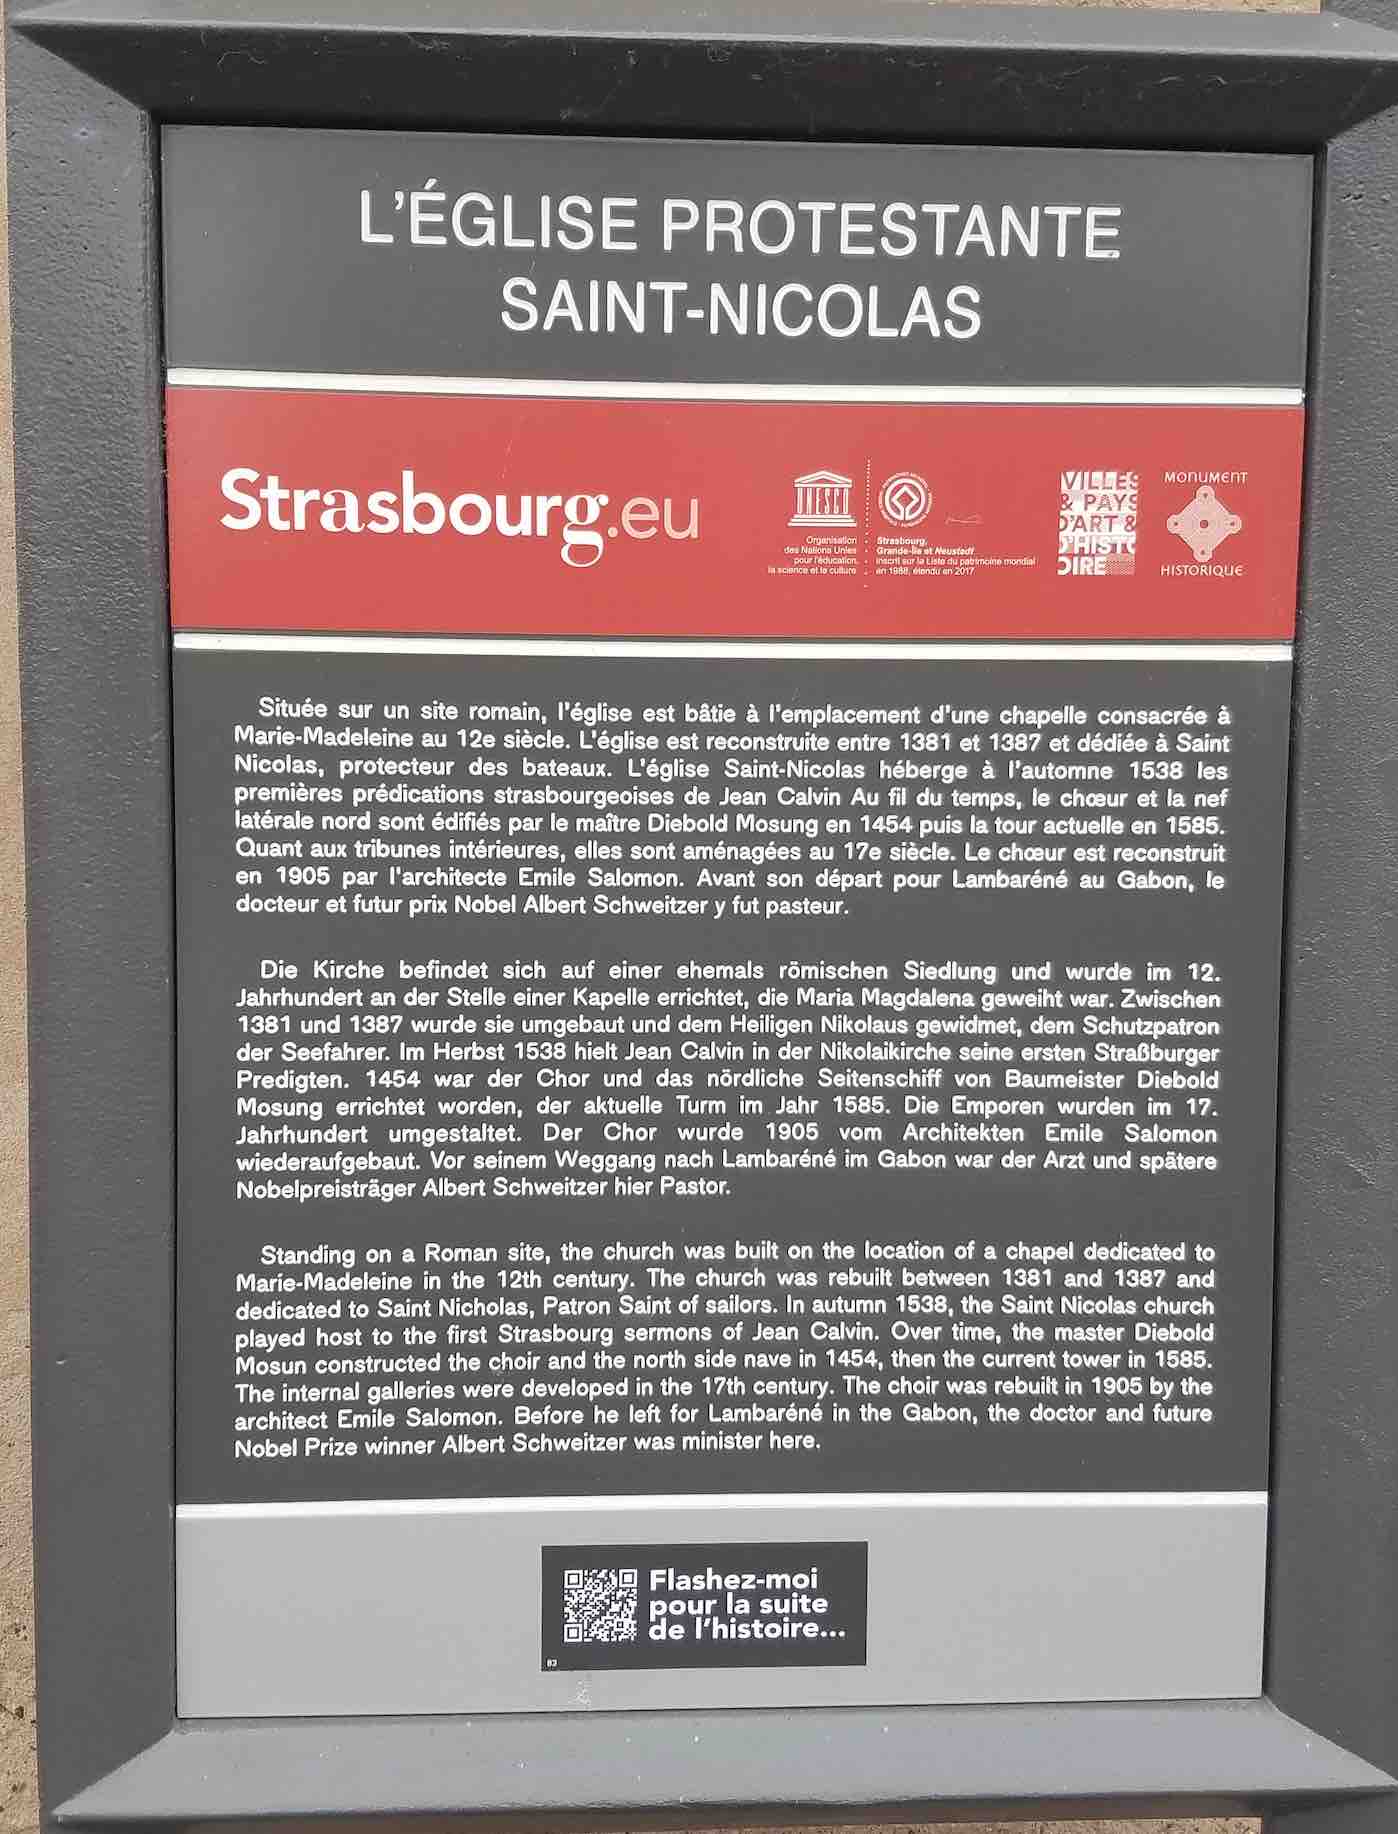 L'ÉGLISE PROTESTANTE
SAINT-NICOLAS
Strasbourg.eu
UNESCO
Organisation
des Nations Unies
pour l'éducation,
la science et la culture
Strasbourg,
Grande-Île et Neustadt
inscrit sur la Liste du patrimoine mondial
en 1988, étendu en 2017
VILLES
& PAYS
D'ART &
D'HISTO
OIRE
MONUMENT
HISTORIQUE
Située sur un site romain, l'église est bâtie à l'emplacement d'une chapelle consacrée à
Marie-Madeleine au 12e siècle. L'église est reconstruite entre 1381 et 1387 et dédiée à Saint
Nicolas, protecteur des bateaux. L'église Saint-Nicolas héberge à l'automne 1538 les
premières prédications strasbourgeoises de Jean Calvin Au fil du temps, le chœur et la nef
latérale nord sont édifiés par le maître Diebold Mosung en 1454 puis la tour actuelle en 1585.
Quant aux tribunes intérieures, elles sont aménagées au 17e siècle. Le chœur est reconstruit
en 1905 par l'architecte Emile Salomon. Avant son départ pour Lambaréné au Gabon, le
docteur et futur prix Nobel Albert Schweitzer y fut pasteur.
Die Kirche befindet sich auf einer ehemals römischen Siedlung und wurde im 12.
Jahrhundert an der Stelle einer Kapelle errichtet, die Maria Magdalena geweiht war. Zwischen
1381 und 1387 wurde sie umgebaut und dem Heiligen Nikolaus gewidmet, dem Schutzpatron
der Seefahrer. Im Herbst 1538 hielt Jean Calvin in der Nikolaikirche seine ersten Straßburger
Predigten. 1454 war der Chor und das nördliche Seitenschiff von Baumeister Diebold
Mosung errichtet worden, der aktuelle Turm im Jahr 1585. Die Emporen wurden im 17.
Jahrhundert umgestaltet. Der Chor wurde 1905 vom Architekten Emile Salomon
wiederaufgebaut. Vor seinem Weggang nach Lambaréné im Gabon war der Arzt und spätere
Nobelpreisträger Albert Schweitzer hier Pastor.
Standing on a Roman site, the church was built on the location of a chapel dedicated to
Marie-Madeleine in the 12th century. The church was rebuilt between 1381 and 1387 and
dedicated to Saint Nicholas, Patron Saint of sailors. In autumn 1538, the Saint Nicolas church
played host to the first Strasbourg sermons of Jean Calvin. Over time, the master Diebold
Mosun constructed the choir and the north side nave in 1454, then the current tower in 1585.
The internal galleries were developed in the 17th century. The choir was rebuilt in 1905 by the
architect Emile Salomon. Before he left for Lambaréné in the Gabon, the doctor and future
Nobel Prize winner Albert Schweitzer was minister here.
Flashez-moi
pour la suite
de l'histoire...
83